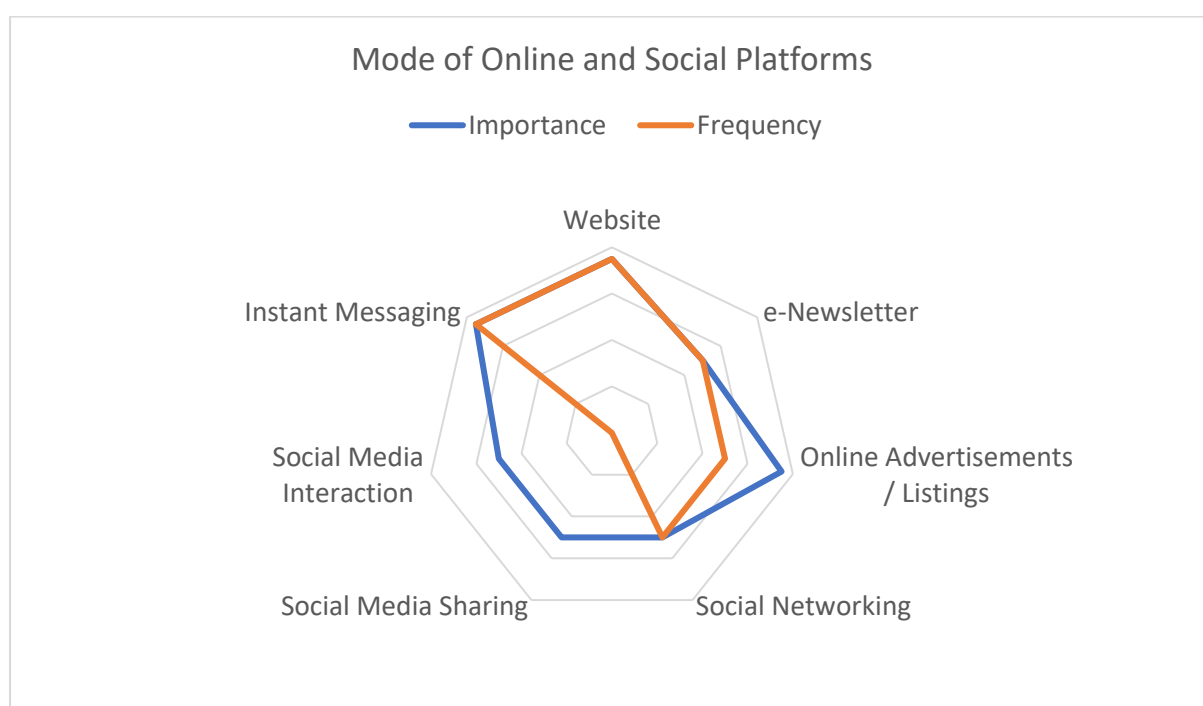 Mode of Online and Social Platforms
Importance
Frequency
Website
Instant Messaging
e-Newsletter
Social Media
Interaction
Online Advertisements
/ Listings
Social Media Sharing
Social Networking